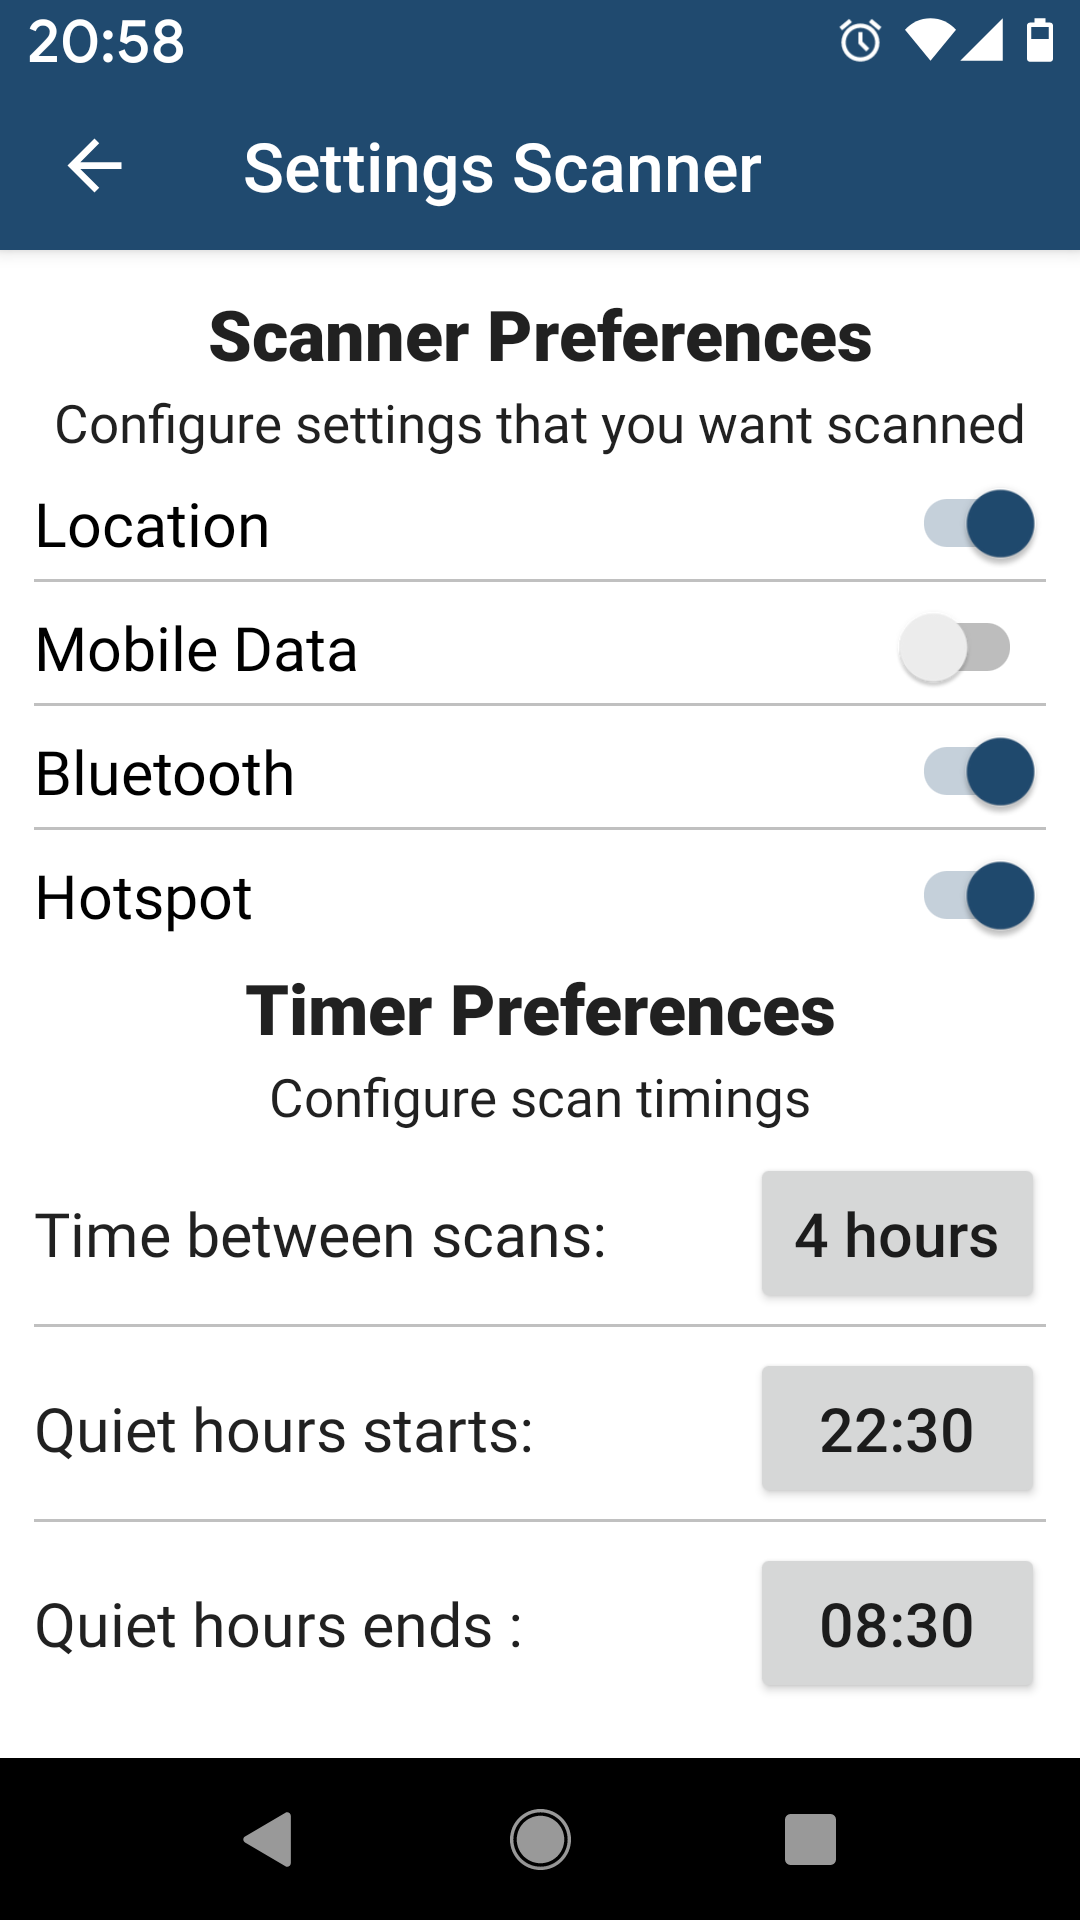 20:58
Settings Scanner
Scanner Preferences
Configure settings that you want scanned
Location
Mobile Data
Bluetooth
Hotspot
Timer Preferences
Configure scan timings
Time between scans: 4 hours
Quiet hours starts: 22:30
Quiet hours ends : 08:30